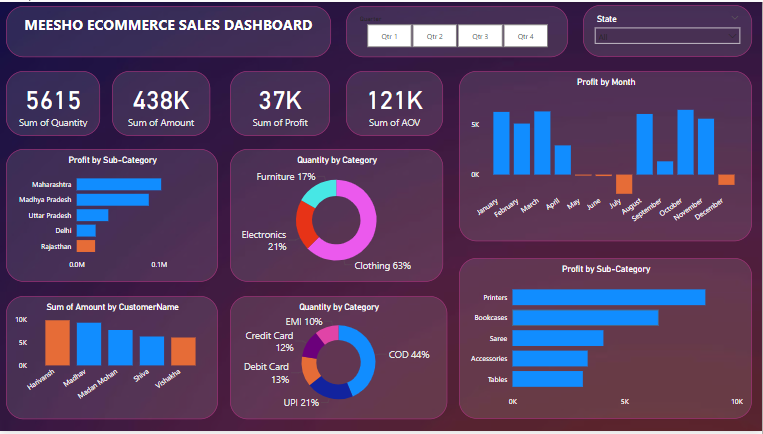 MEESHO ECOMMERCE SALES DASHBOARD
Qtr 1 Qtr 2 Qtr 3 Qtr 4
State
All
5615
Sum of Quantity
438K
Sum of Amount
37K
Sum of Profit
121K
Sum of AOV
Profit by Month
5K
0K
January
February
March
April
May
June
July
August
September
October
November
December
Profit by Sub-Category
Maharashtra
Madhya Pradesh
Uttar Pradesh
Delhi
Rajasthan
0.0M 0.1M
Quantity by Category
Furniture 17%
Electronics
21%
Clothing 63%
Profit by Sub-Category
Printers
Bookcases
Saree
Accessories
Tables
0K 5K 10K
Sum of Amount by CustomerName
10K
5K
0K
Harivansh
Madhav
Madan Mohan
Shiva
Vishakha
Quantity by Category
EMI 10%
Credit Card
12%
Debit Card
13%
UPI 21%
COD 44%